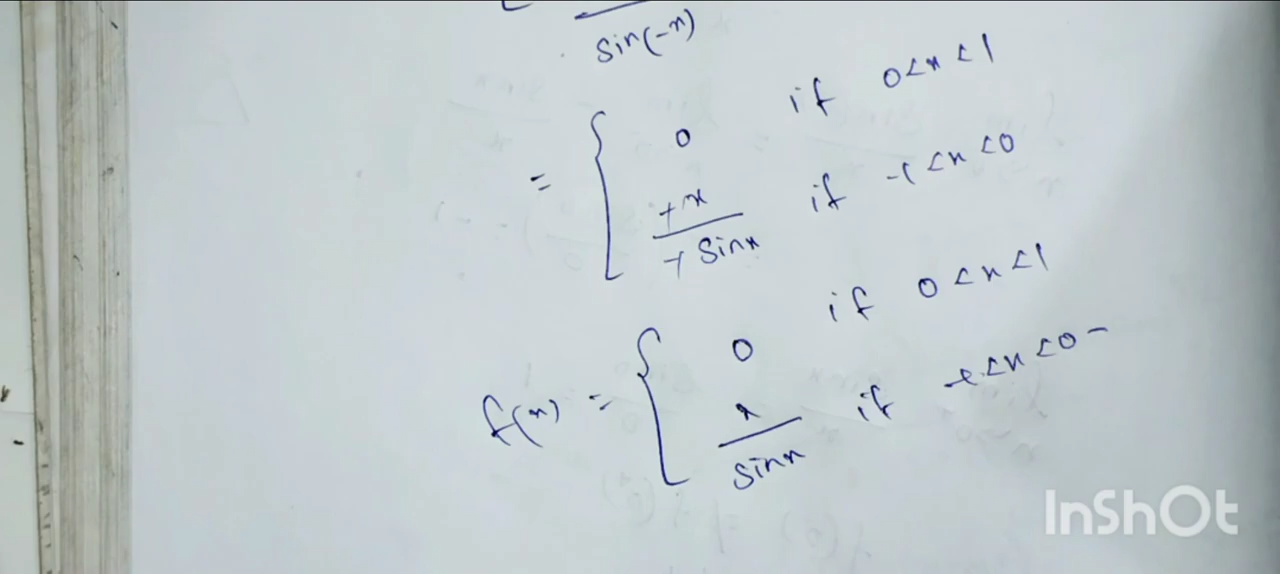 sin(-x)
= { 0 if 0<x<1
+x / + sinx if -1<x<0
f(x) = { 0 if 0<x<1
x / sinx if -1<x<0-
InShOt